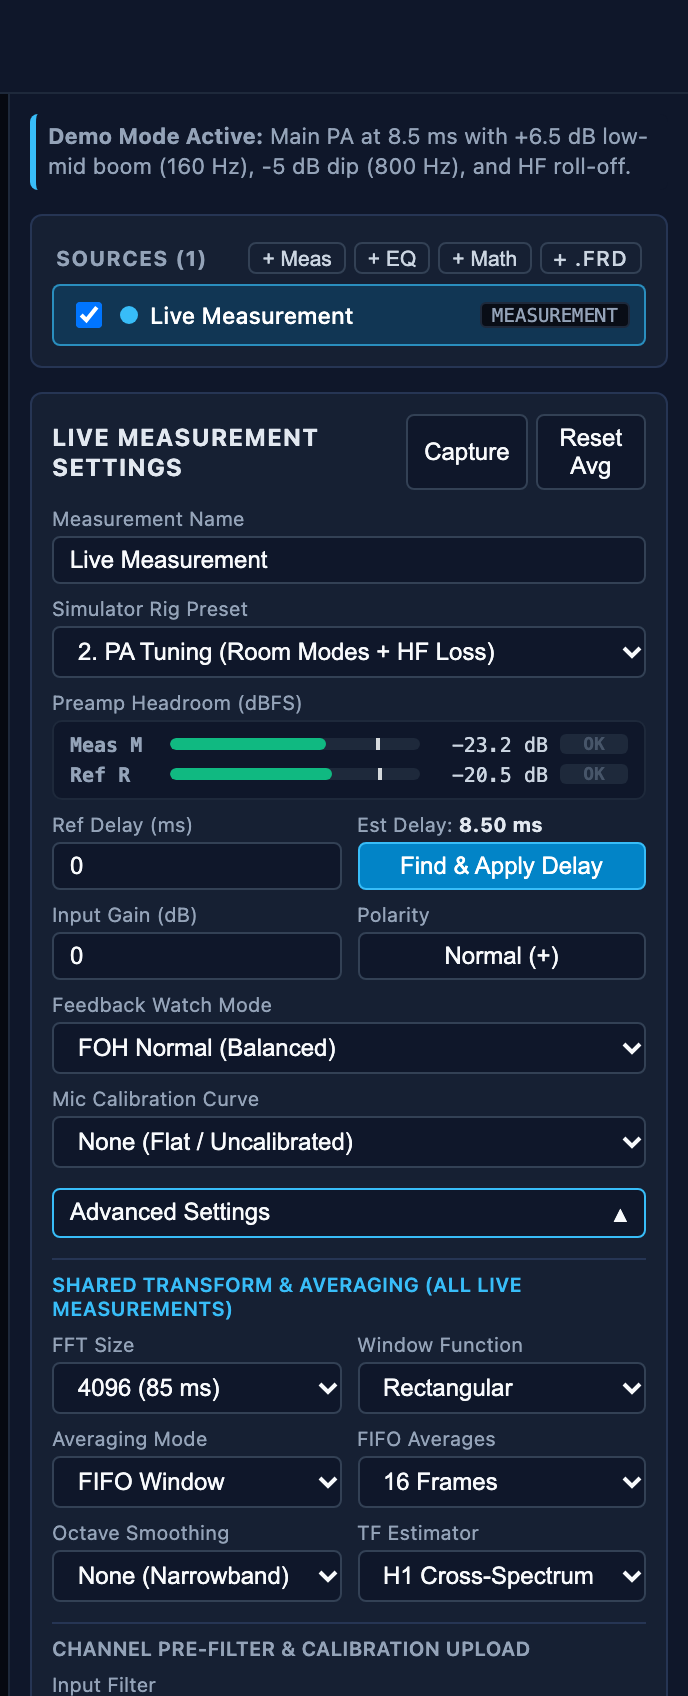 Demo Mode Active: Main PA at 8.5 ms with +6.5 dB low-
mid boom (160 Hz), -5 dB dip (800 Hz), and HF roll-off.
SOURCES (1) + Meas + EQ + Math + .FRD
Live Measurement MEASUREMENT
LIVE MEASUREMENT
SETTINGS
Capture
Reset
Avg
Measurement Name
Live Measurement
Simulator Rig Preset
2. PA Tuning (Room Modes + HF Loss)
Preamp Headroom (dBFS)
Meas M -23.2 dB OK
Ref R -20.5 dB OK
Ref Delay (ms) Est Delay: 8.50 ms
0 Find & Apply Delay
Input Gain (dB) Polarity
0 Normal (+)
Feedback Watch Mode
FOH Normal (Balanced)
Mic Calibration Curve
None (Flat / Uncalibrated)
Advanced Settings ▲
SHARED TRANSFORM & AVERAGING (ALL LIVE
MEASUREMENTS)
FFT Size Window Function
4096 (85 ms) Rectangular
Averaging Mode FIFO Averages
FIFO Window 16 Frames
Octave Smoothing TF Estimator
None (Narrowband) H1 Cross-Spectrum
CHANNEL PRE-FILTER & CALIBRATION UPLOAD
Input Filter